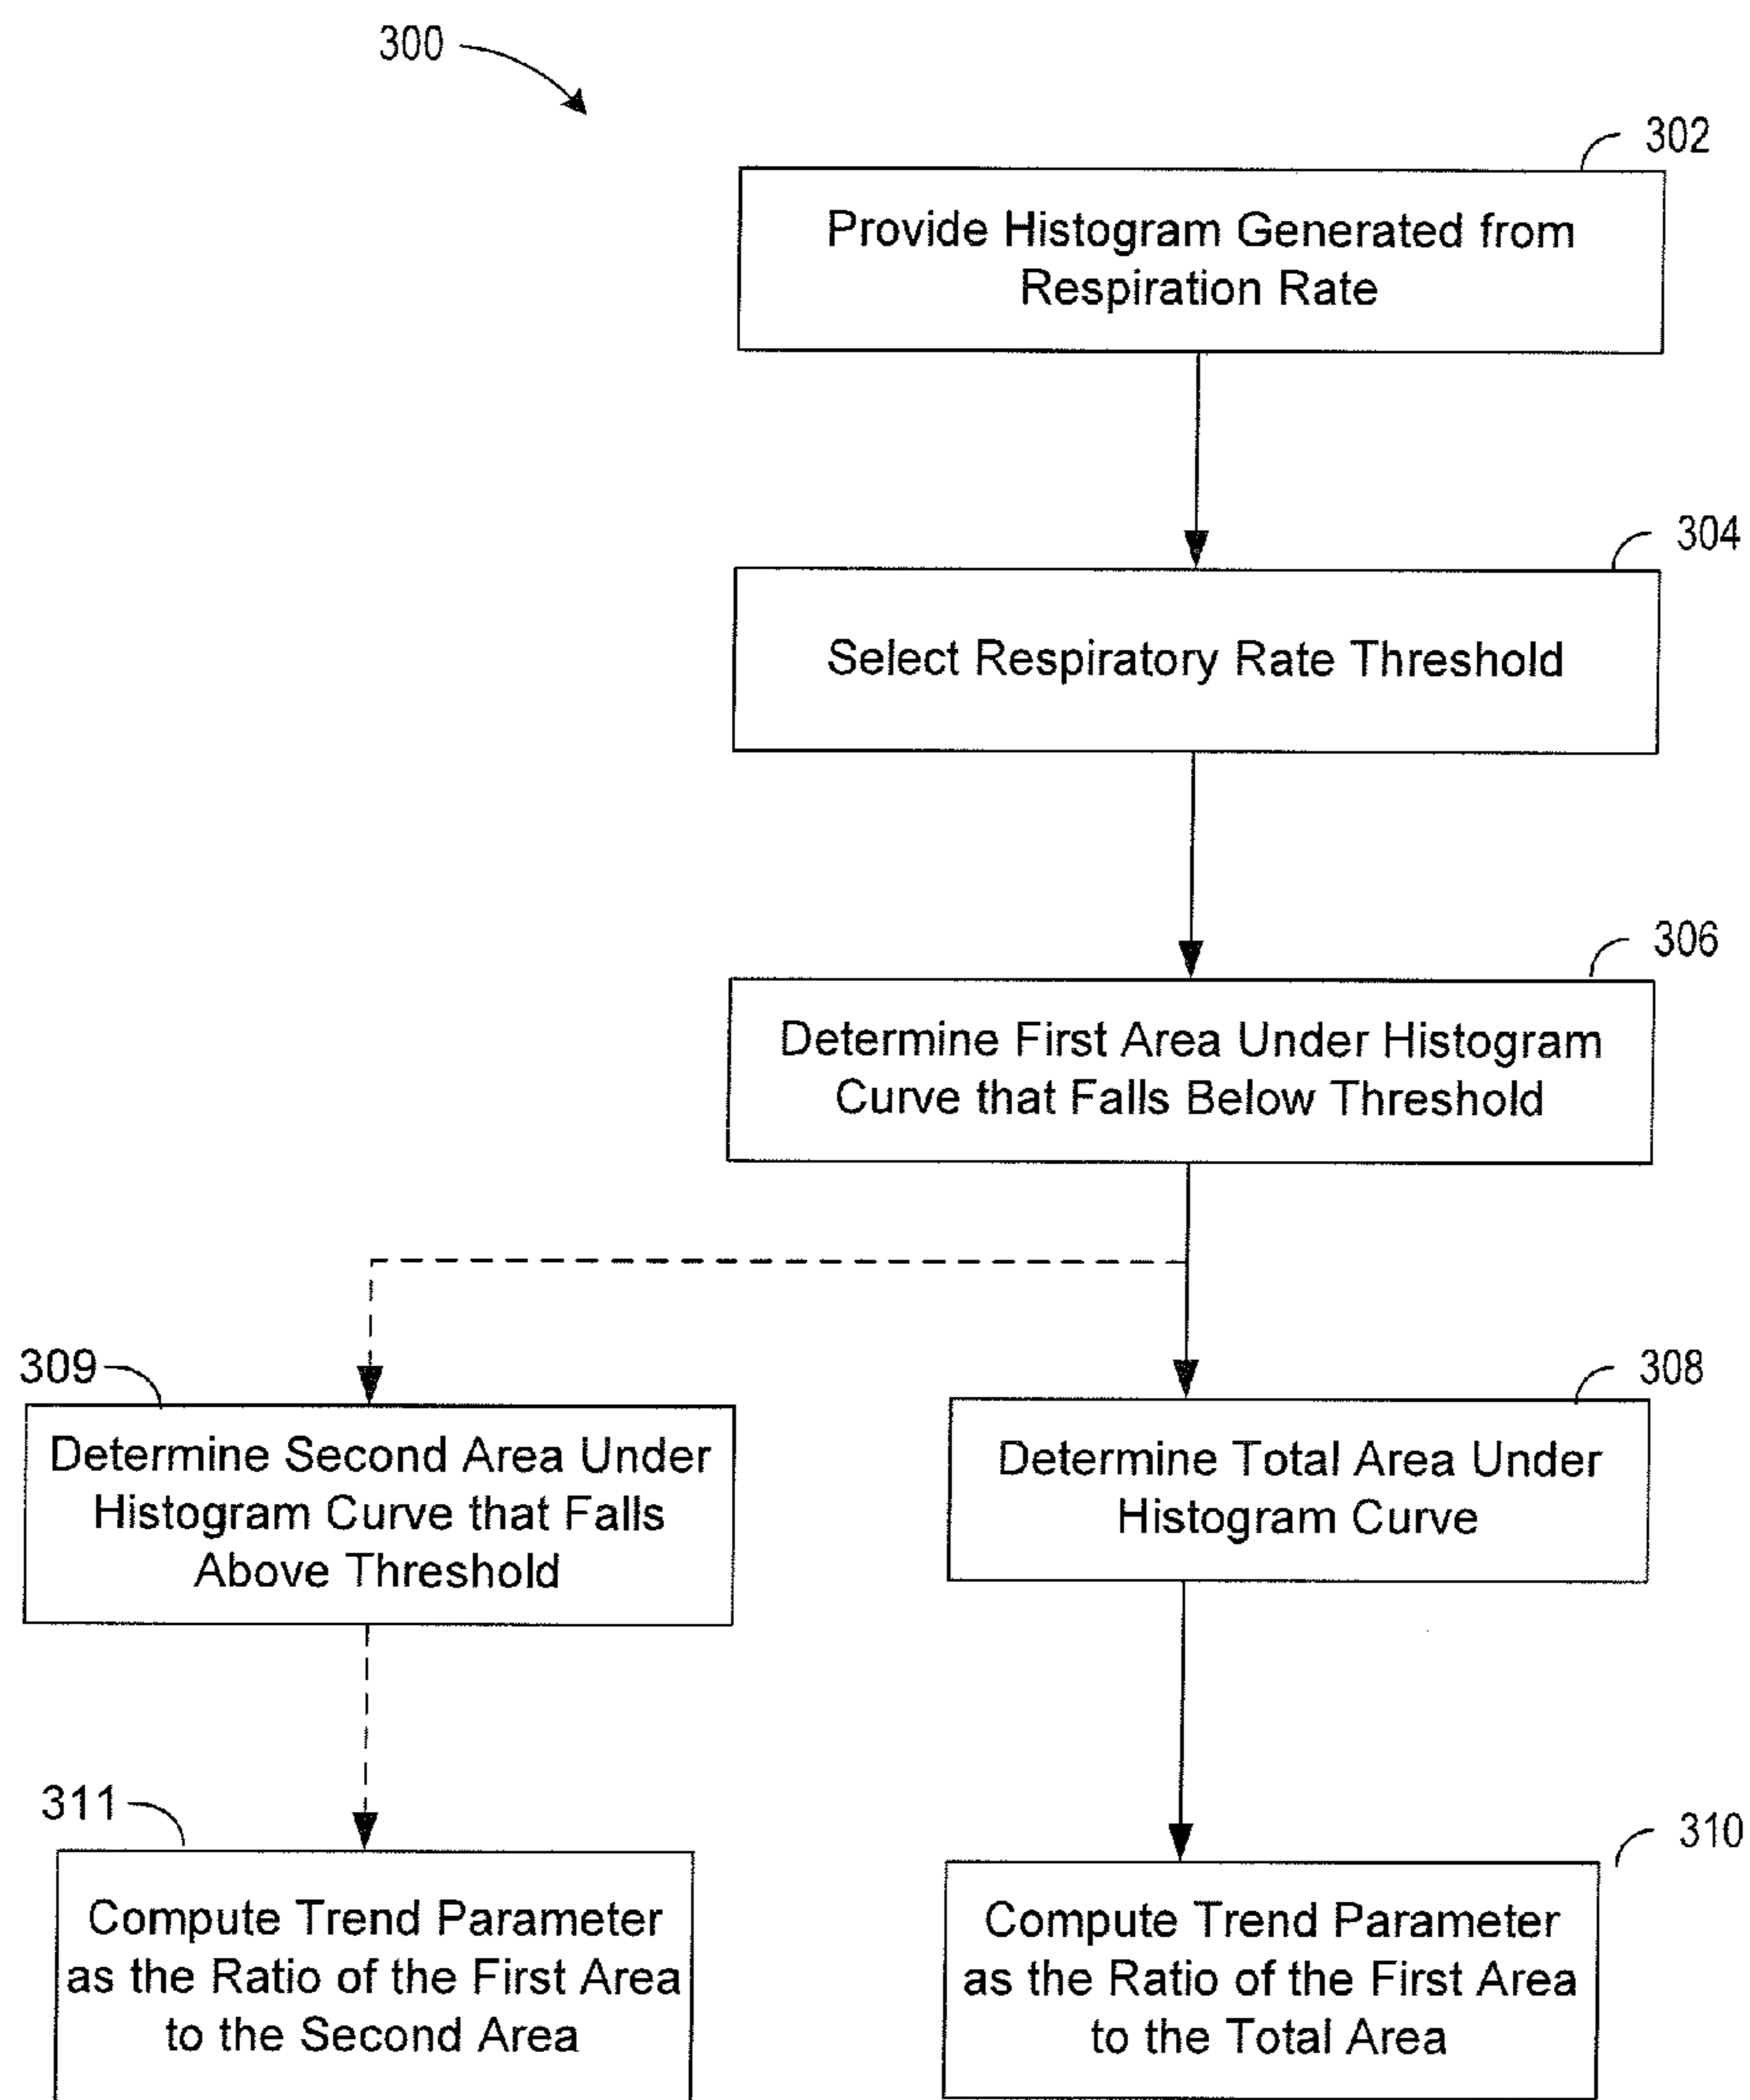 300
302
Provide Histogram Generated from
Respiration Rate
304
Select Respiratory Rate Threshold
306
Determine First Area Under Histogram
Curve that Falls Below Threshold
309
Determine Second Area Under
Histogram Curve that Falls
Above Threshold
308
Determine Total Area Under
Histogram Curve
311
Compute Trend Parameter
as the Ratio of the First Area
to the Second Area
310
Compute Trend Parameter
as the Ratio of the First Area
to the Total Area